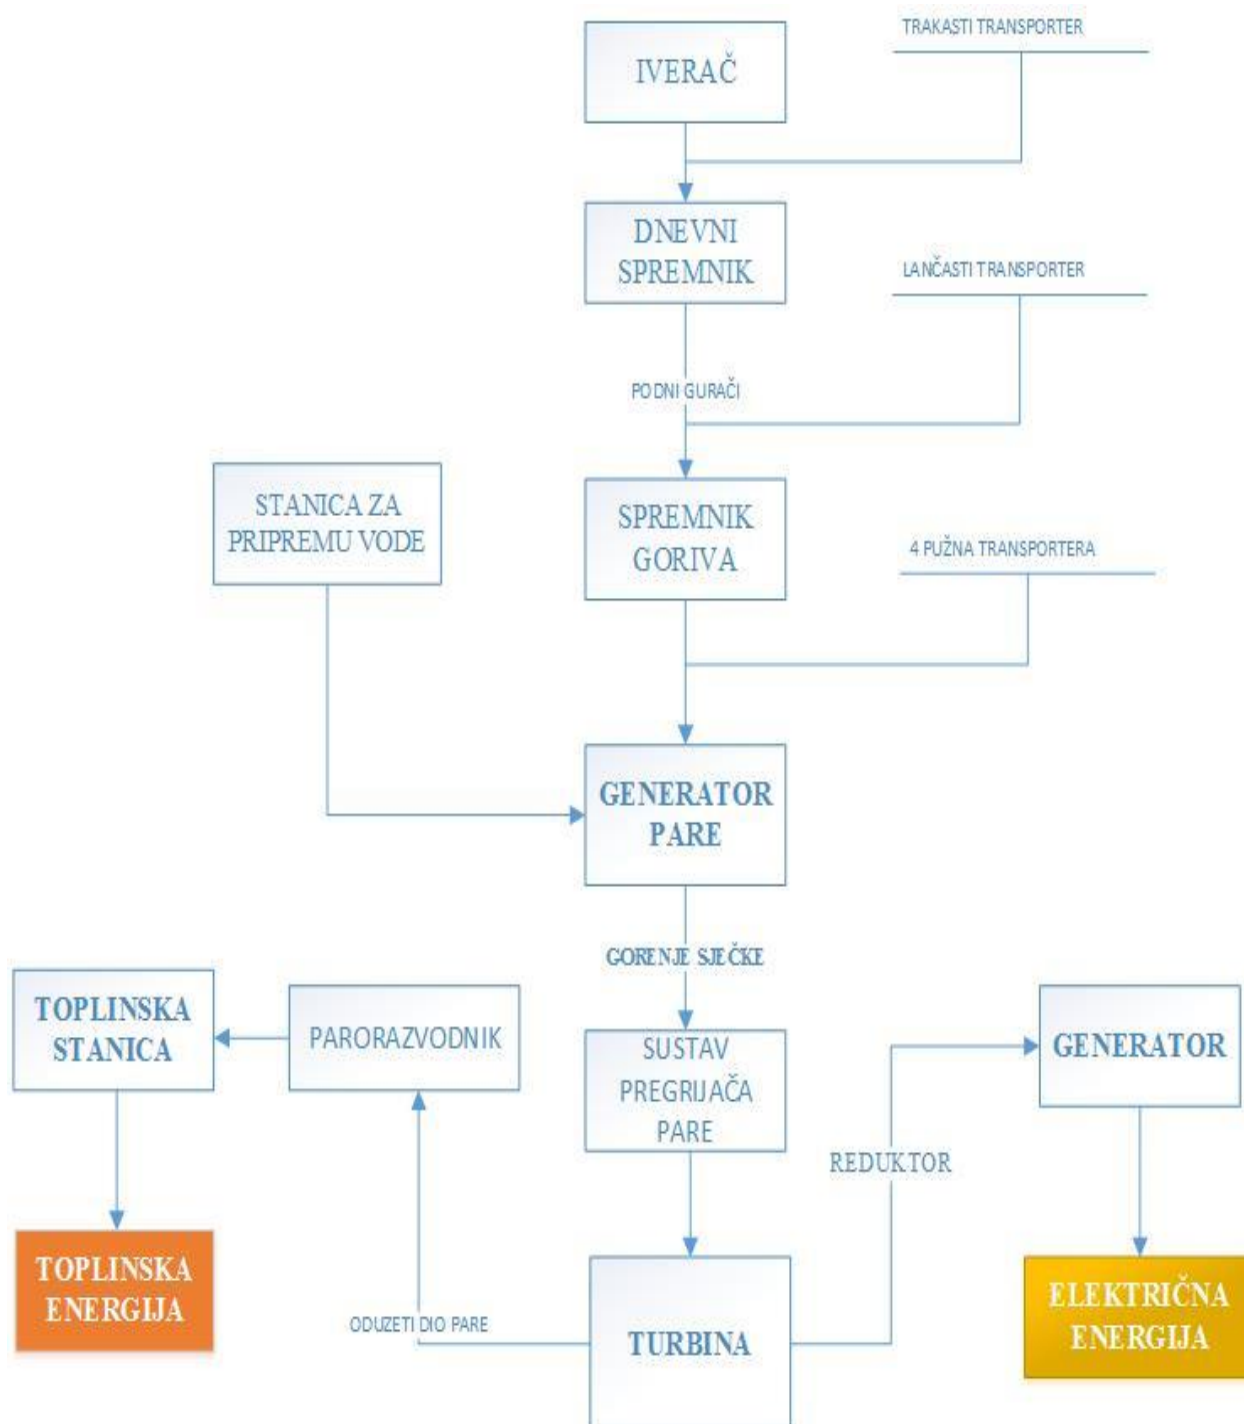 TRAKASTI TRANSPORTER
IVERAČ
DNEVNI
SPREMNIK
LANČASTI TRANSPORTER
PODNI GURAČI
STANICA ZA
PRIPREMU VODE
SPREMNIK
GORIVA
4 PUŽNA TRANSPORTERA
GENERATOR
PARE
GORENJE SJEČKE
TOPLINSKA
STANICA
PARORAZVODNIK
SUSTAV
PREGRIJAČA
PARE
GENERATOR
REDUKTOR
TOPLINSKA
ENERGIJA
ODUZETI DIO PARE
TURBINA
ELEKTRIČNA
ENERGIJA